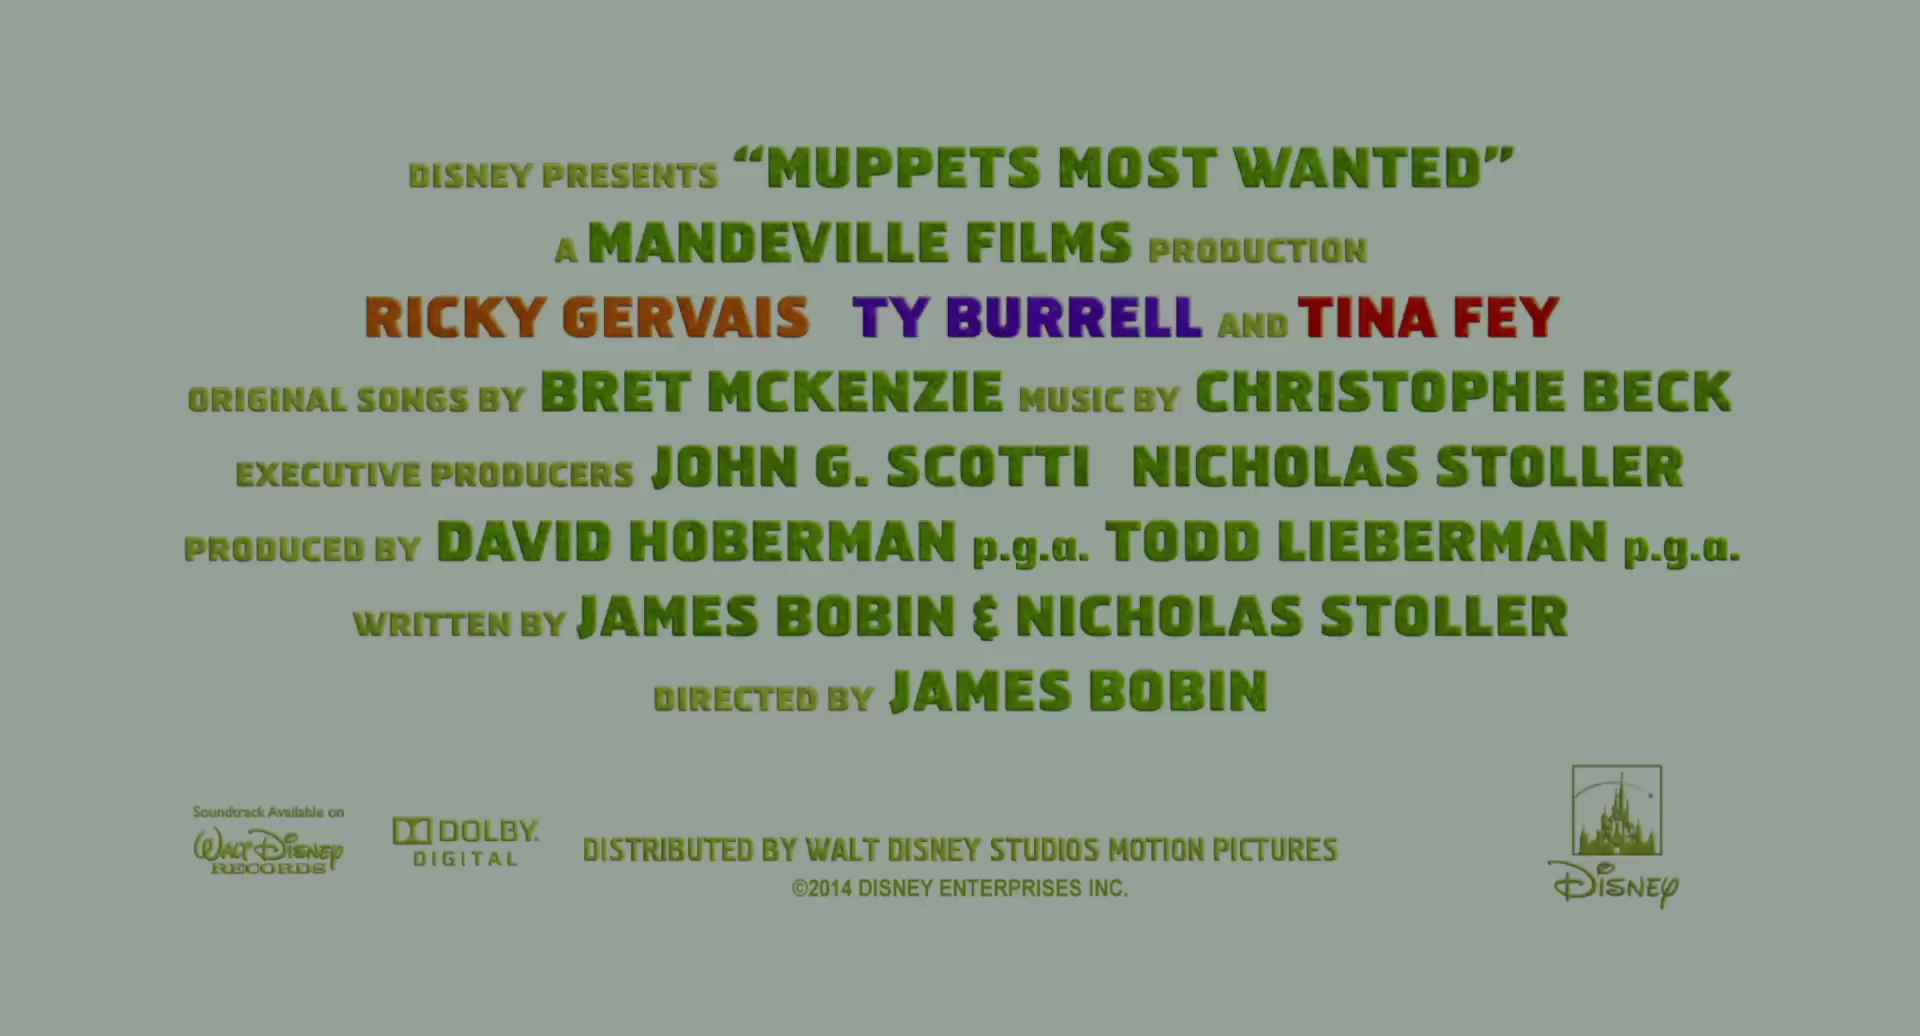 DISNEY PRESENTS “MUPPETS MOST WANTED”
A MANDEVILLE FILMS PRODUCTION
RICKY GERVAIS TY BURRELL AND TINA FEY
ORIGINAL SONGS BY BRET MCKENZIE MUSIC BY CHRISTOPHE BECK
EXECUTIVE PRODUCERS JOHN G. SCOTTI NICHOLAS STOLLER
PRODUCED BY DAVID HOBERMAN p.g.a. TODD LIEBERMAN p.g.a.
WRITTEN BY JAMES BOBIN & NICHOLAS STOLLER
DIRECTED BY JAMES BOBIN
Soundtrack Available on
WALT DISNEY
RECORDS
DOLBY.
DIGITAL
DISTRIBUTED BY WALT DISNEY STUDIOS MOTION PICTURES
©2014 DISNEY ENTERPRISES INC.
DISNEY